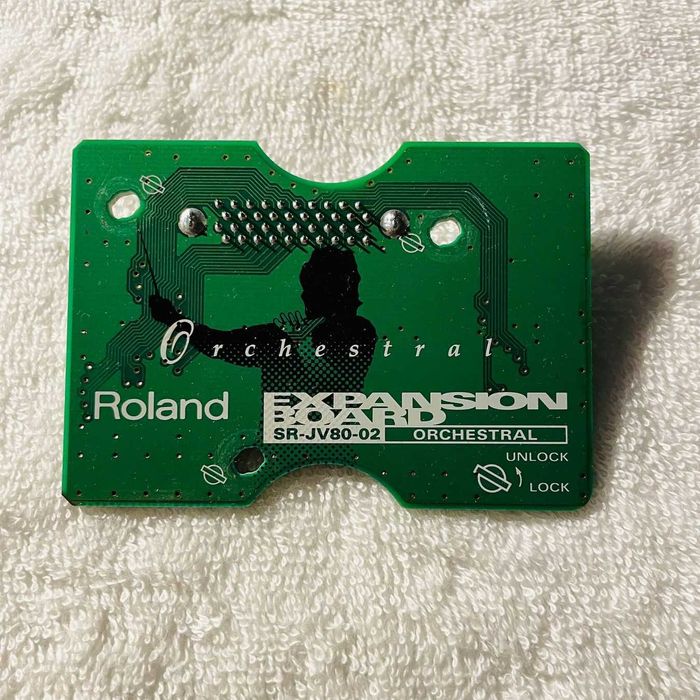 Orchestral
Roland
EXPANSION
BOARD
SR-JV80-02 ORCHESTRAL
UNLOCK
LOCK